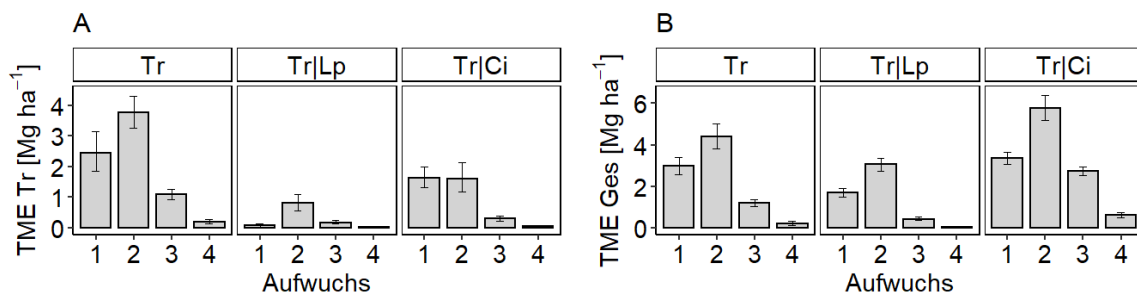 A
Tr Tr|Lp Tr|Ci
TME Tr [Mg ha⁻¹]
4
3
2
1
0
1 2 3 4 1 2 3 4 1 2 3 4
Aufwuchs
B
Tr Tr|Lp Tr|Ci
TME Ges [Mg ha⁻¹]
6
4
2
0
1 2 3 4 1 2 3 4 1 2 3 4
Aufwuchs